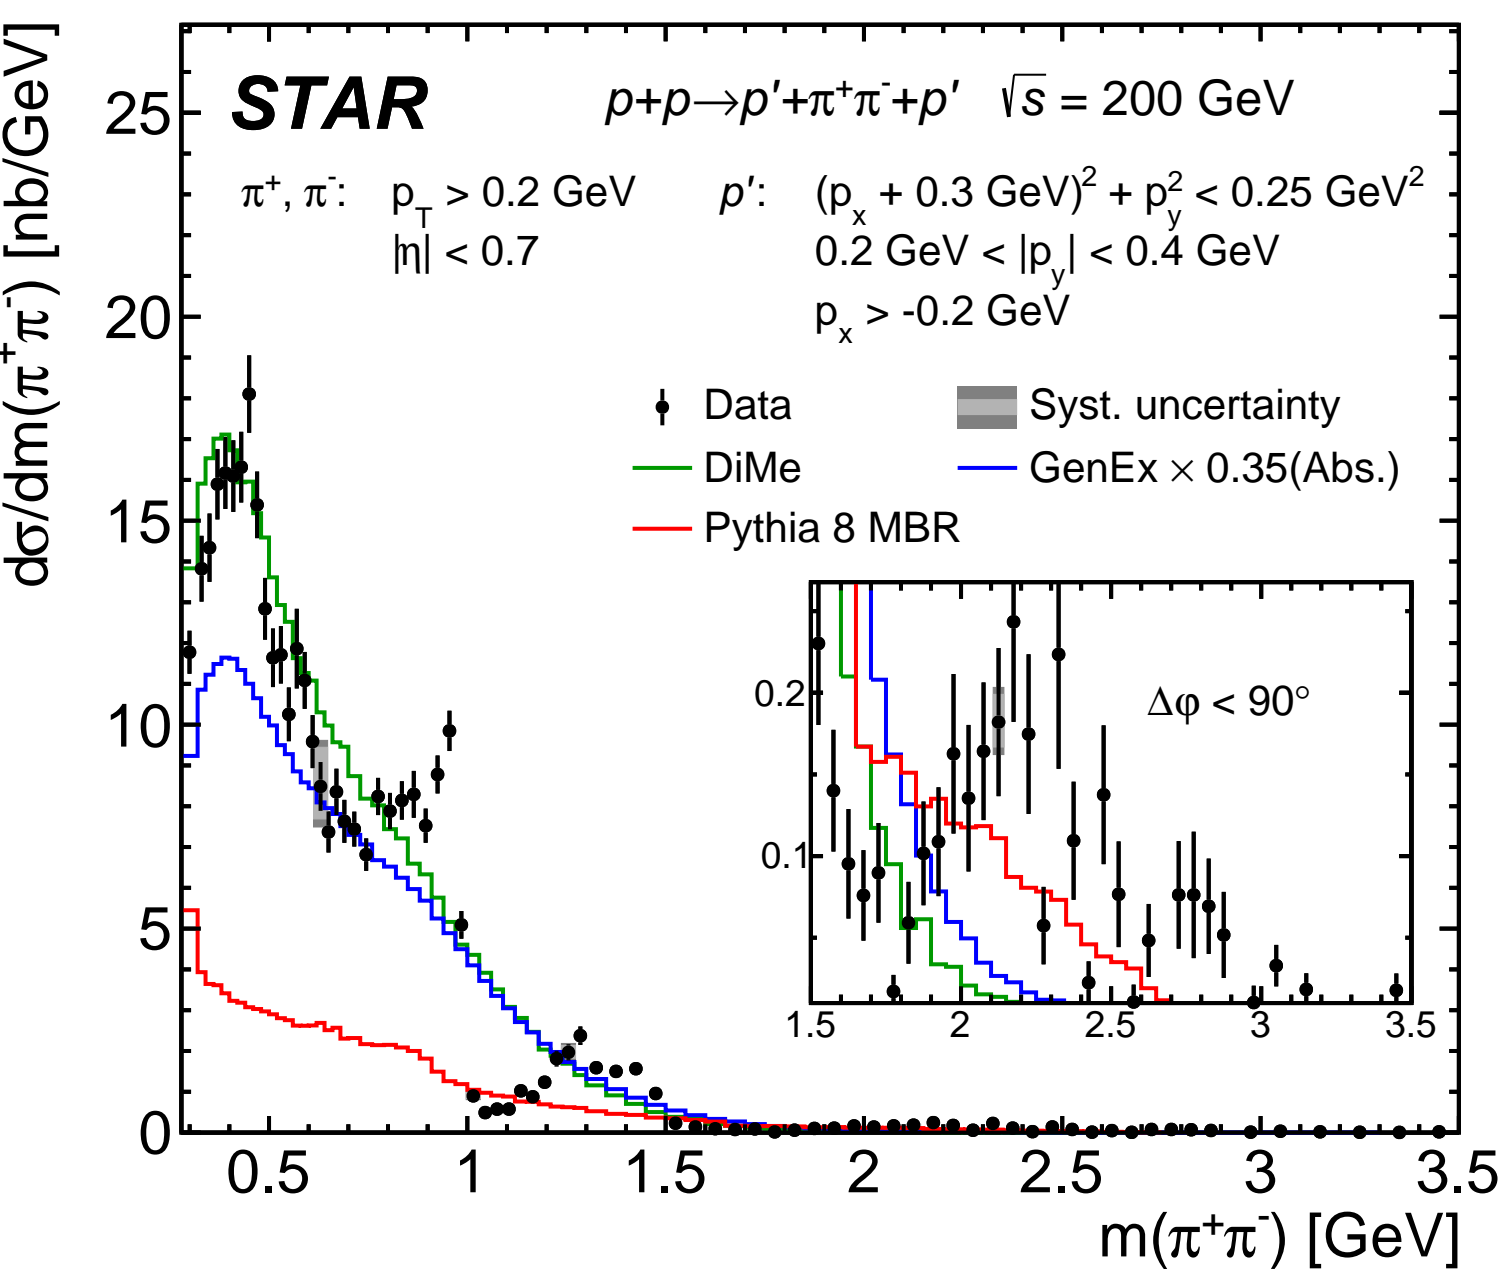 STAR p+p→p′+π⁺π⁻+p′ √s = 200 GeV
π⁺, π⁻: p_T > 0.2 GeV p′: (p_x + 0.3 GeV)² + p_y² < 0.25 GeV²
|η| < 0.7 0.2 GeV < |p_y| < 0.4 GeV
p_x > -0.2 GeV
Data Syst. uncertainty
DiMe GenEx × 0.35(Abs.)
Pythia 8 MBR
dσ/dm(π⁺π⁻) [nb/GeV]
25
20
15
10
5
0
Δφ < 90°
0.2
0.1
1.5 2 2.5 3 3.5
0.5 1 1.5 2 2.5 3 3.5
m(π⁺π⁻) [GeV]